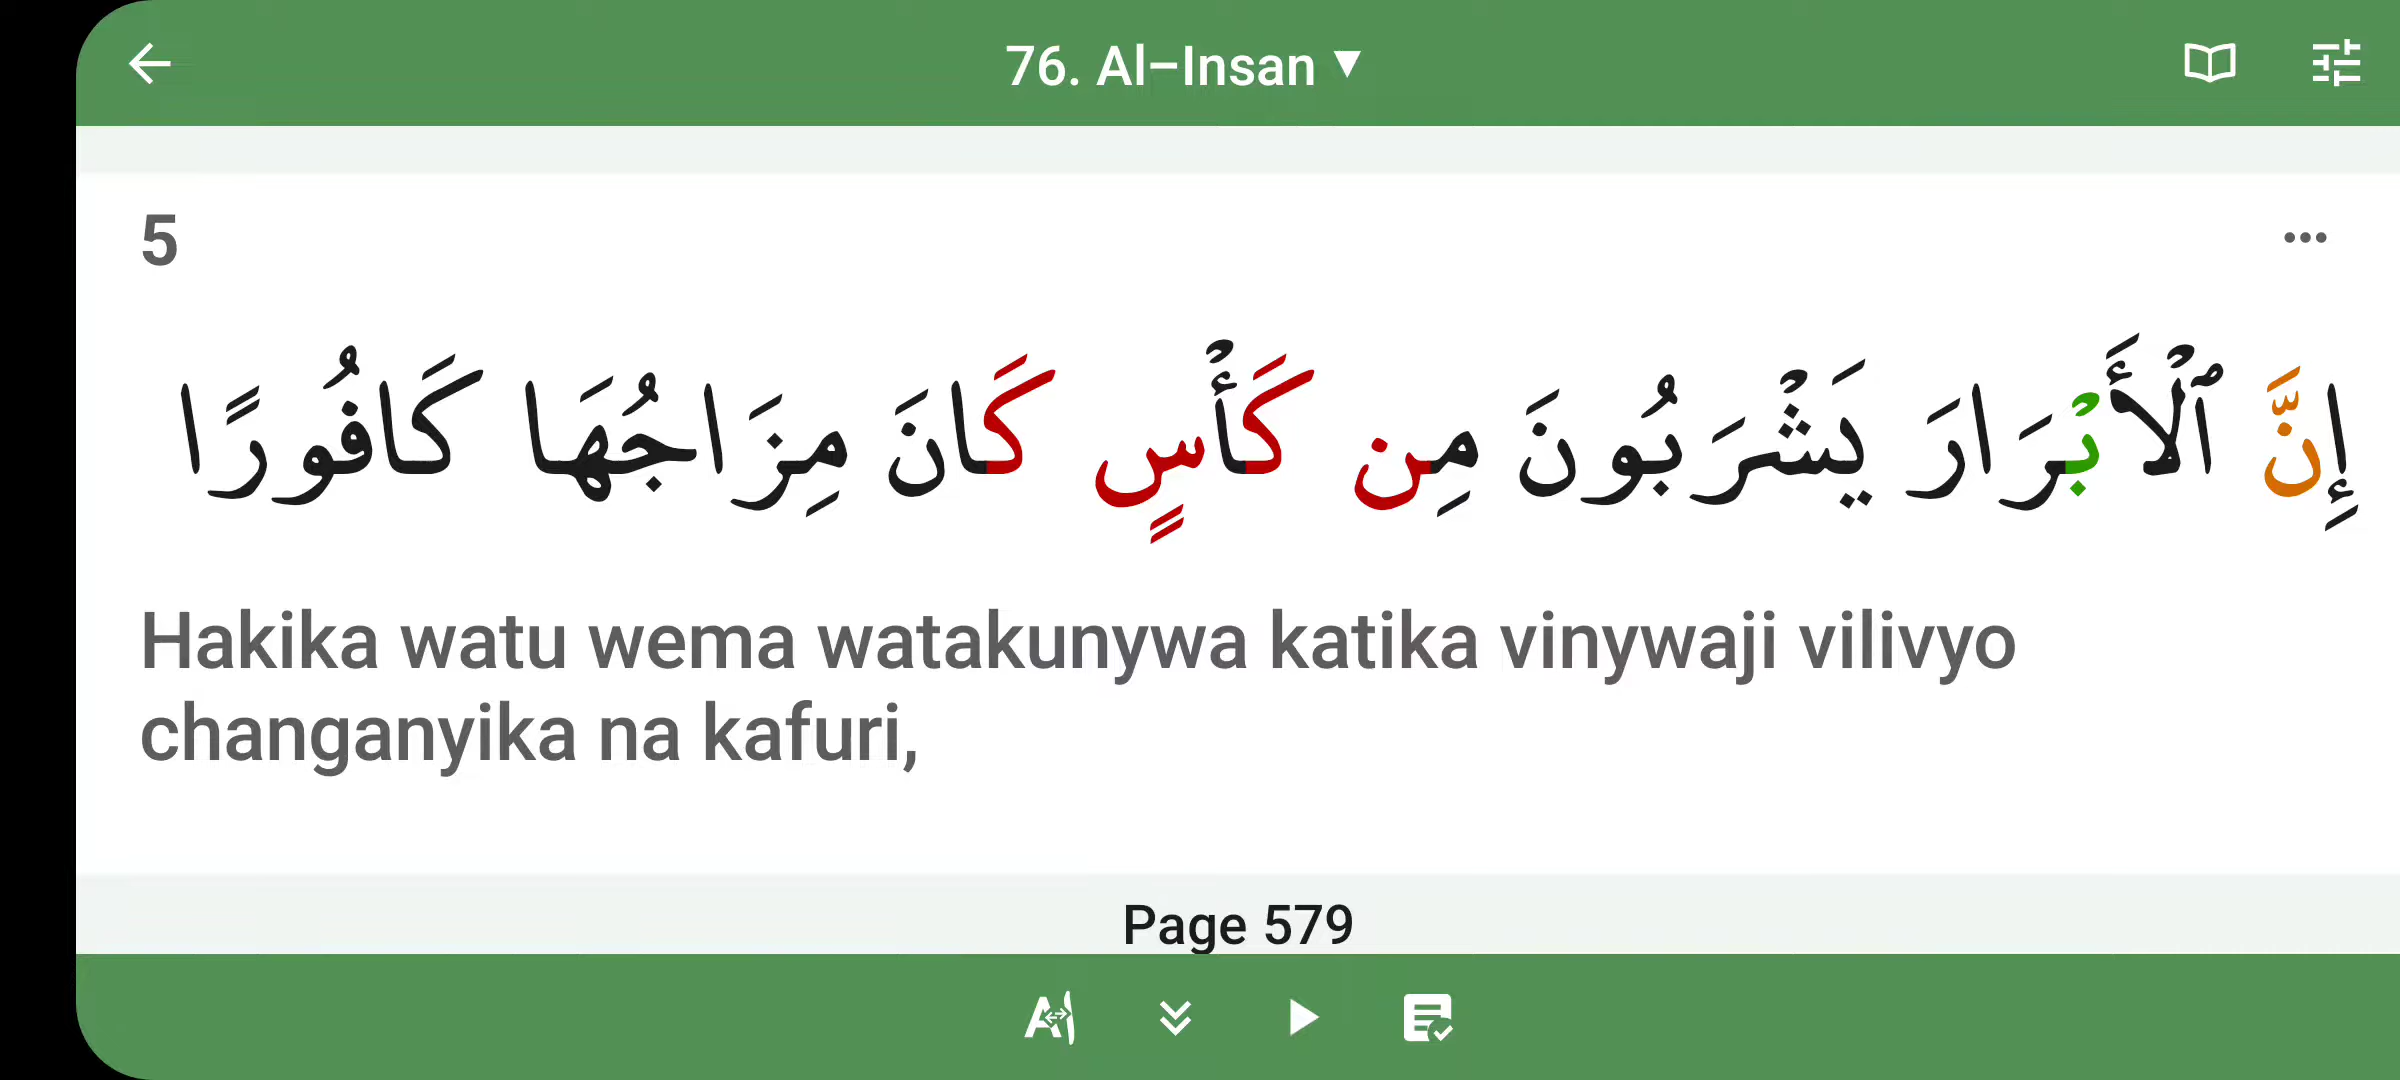 76. Al-Insan ▼
5
إِنَّ ٱلْأَبْرَارَ يَشْرَبُونَ مِن كَأْسٍ كَانَ مِزَاجُهَا كَافُورًا
Hakika watu wema watakunywa katika vinywaji vilivyo
changanyika na kafuri,
Page 579